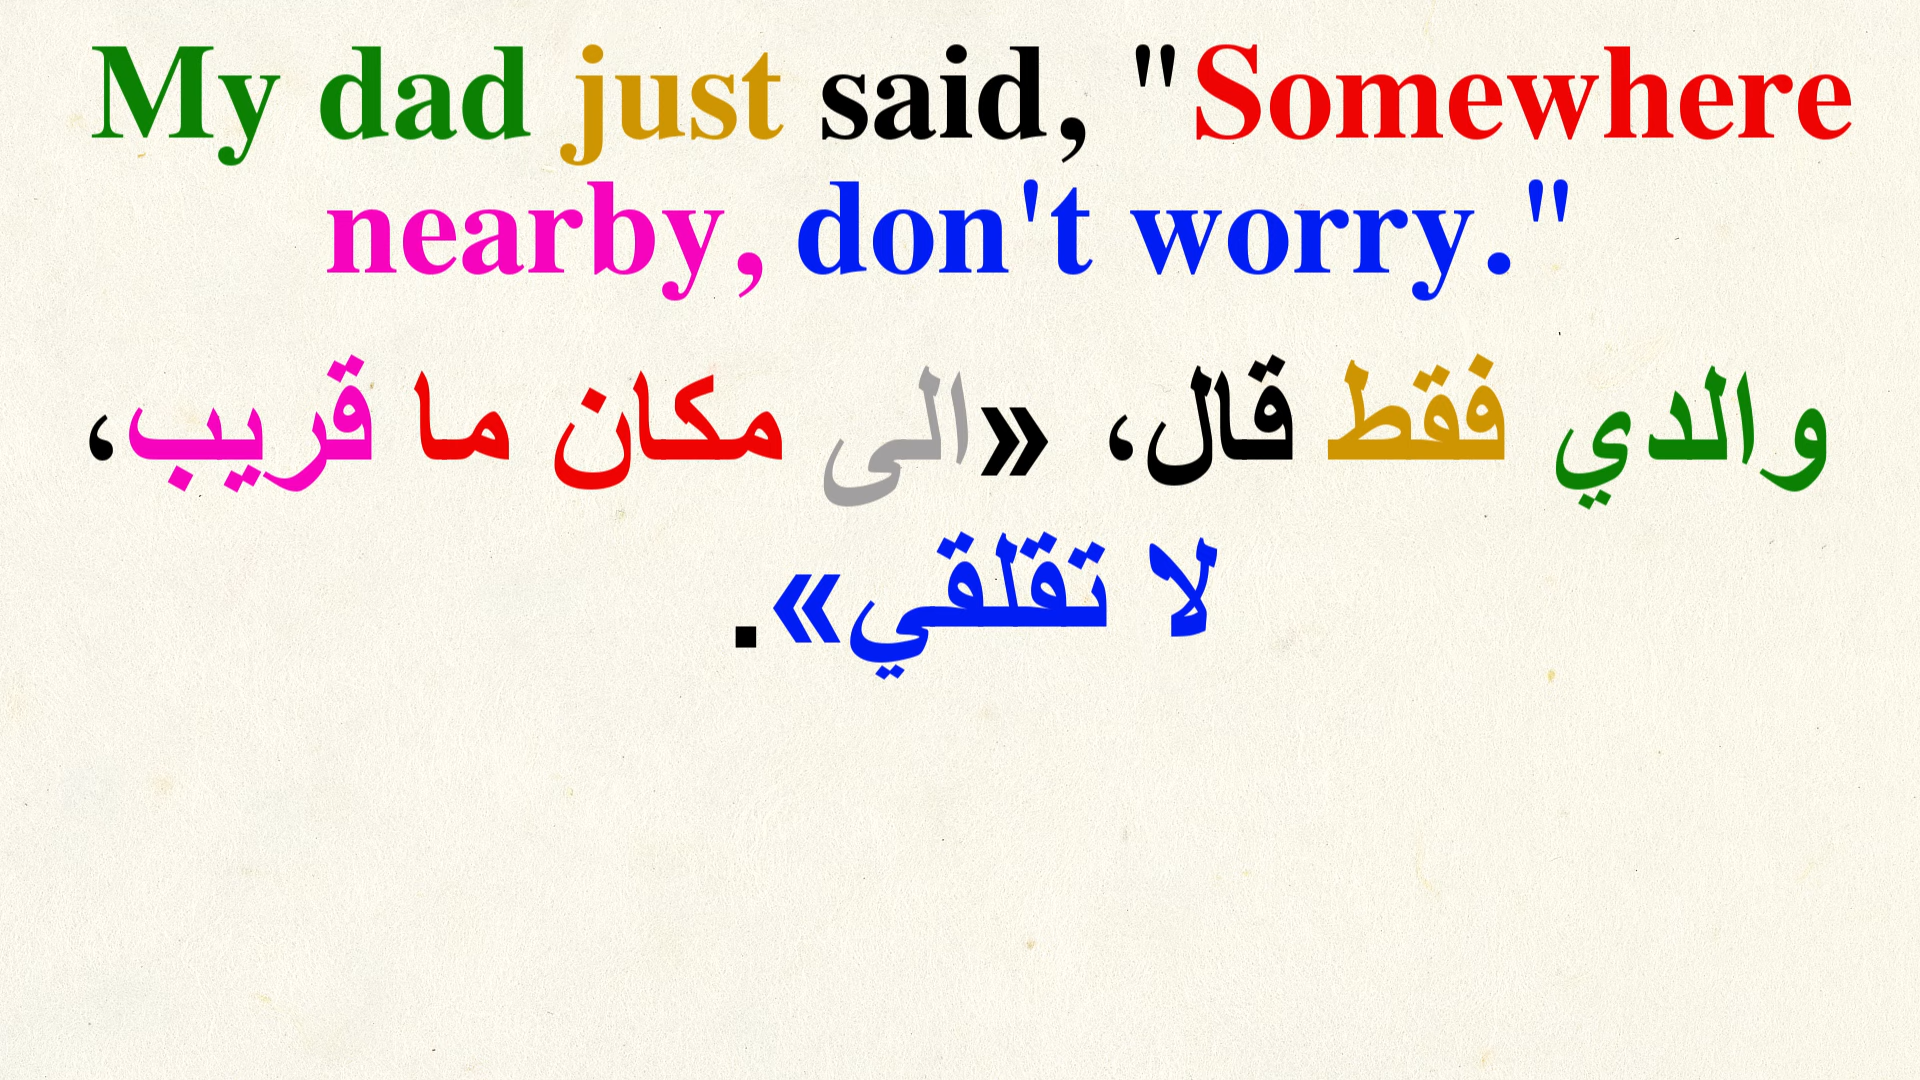 My dad just said, "Somewhere
nearby, don't worry."
والدي فقط قال، «الى مكان ما قريب،
لا تقلقي».